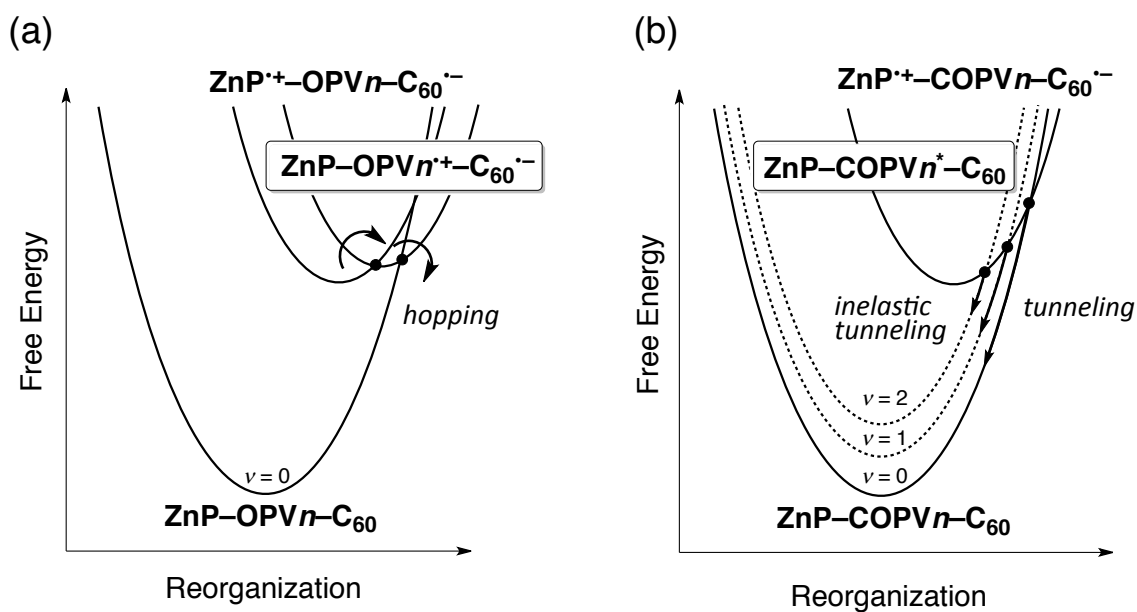 (a)
ZnP•+–OPVn–C60•–
ZnP–OPVn•+–C60•–
hopping
v = 0
ZnP–OPVn–C60
Free Energy
Reorganization
(b)
ZnP•+–COPVn–C60•–
ZnP–COPVn*–C60
inelastic
tunneling
tunneling
v = 2
v = 1
v = 0
ZnP–COPVn–C60
Free Energy
Reorganization